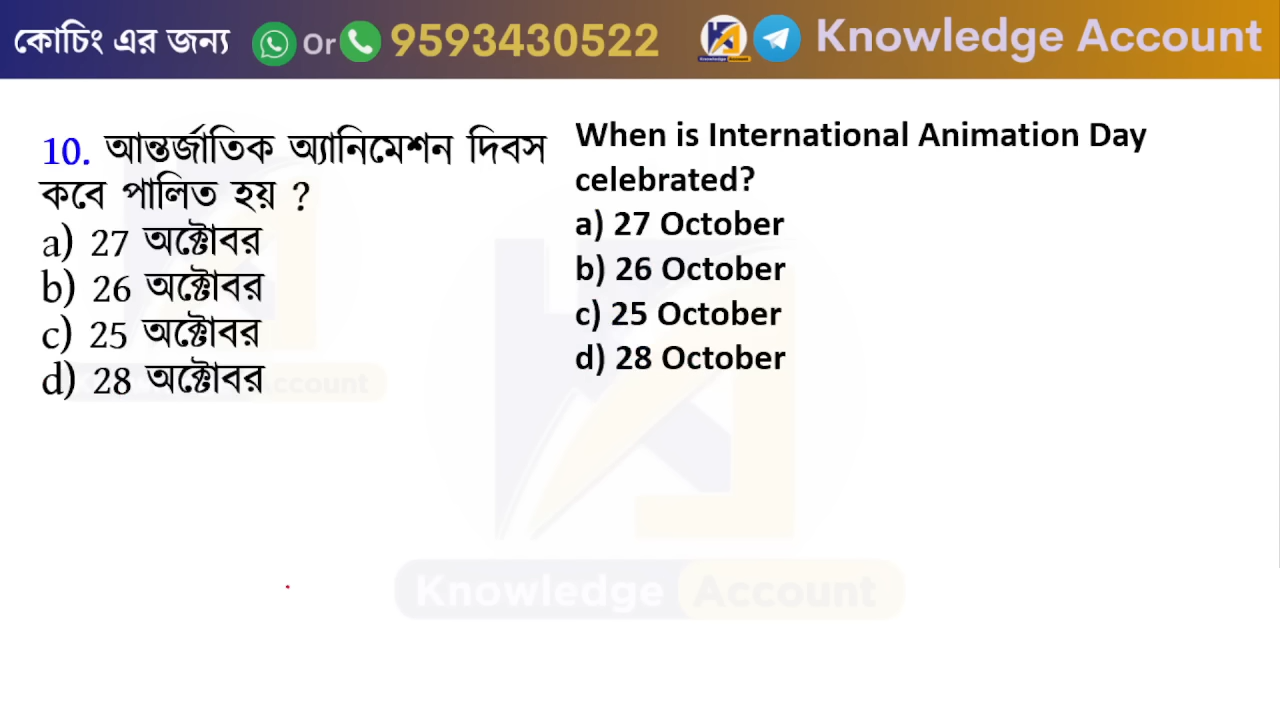 কোচিং এর জন্য Or 9593430522 Knowledge Account
10. আন্তর্জাতিক অ্যানিমেশন দিবস
কবে পালিত হয় ?
a) 27 অক্টোবর
b) 26 অক্টোবর
c) 25 অক্টোবর
d) 28 অক্টোবর
When is International Animation Day
celebrated?
a) 27 October
b) 26 October
c) 25 October
d) 28 October
Account
Knowledge Account